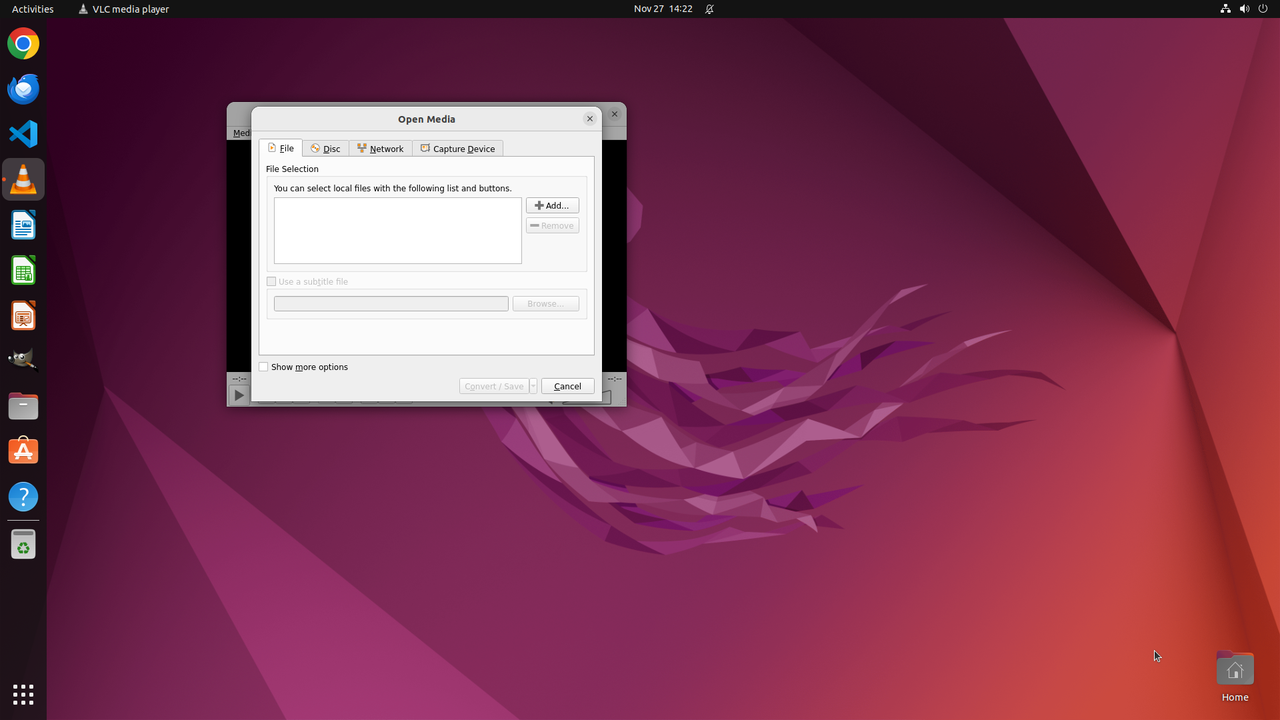 Activities
VLC media player
Nov 27 14:22
Open Media
Medi
File
Disc
Network
Capture Device
File Selection
You can select local files with the following list and buttons.
Add...
Remove
Use a subtitle file
Browse...
Show more options
--:--
--:--
Convert / Save
Cancel
Home